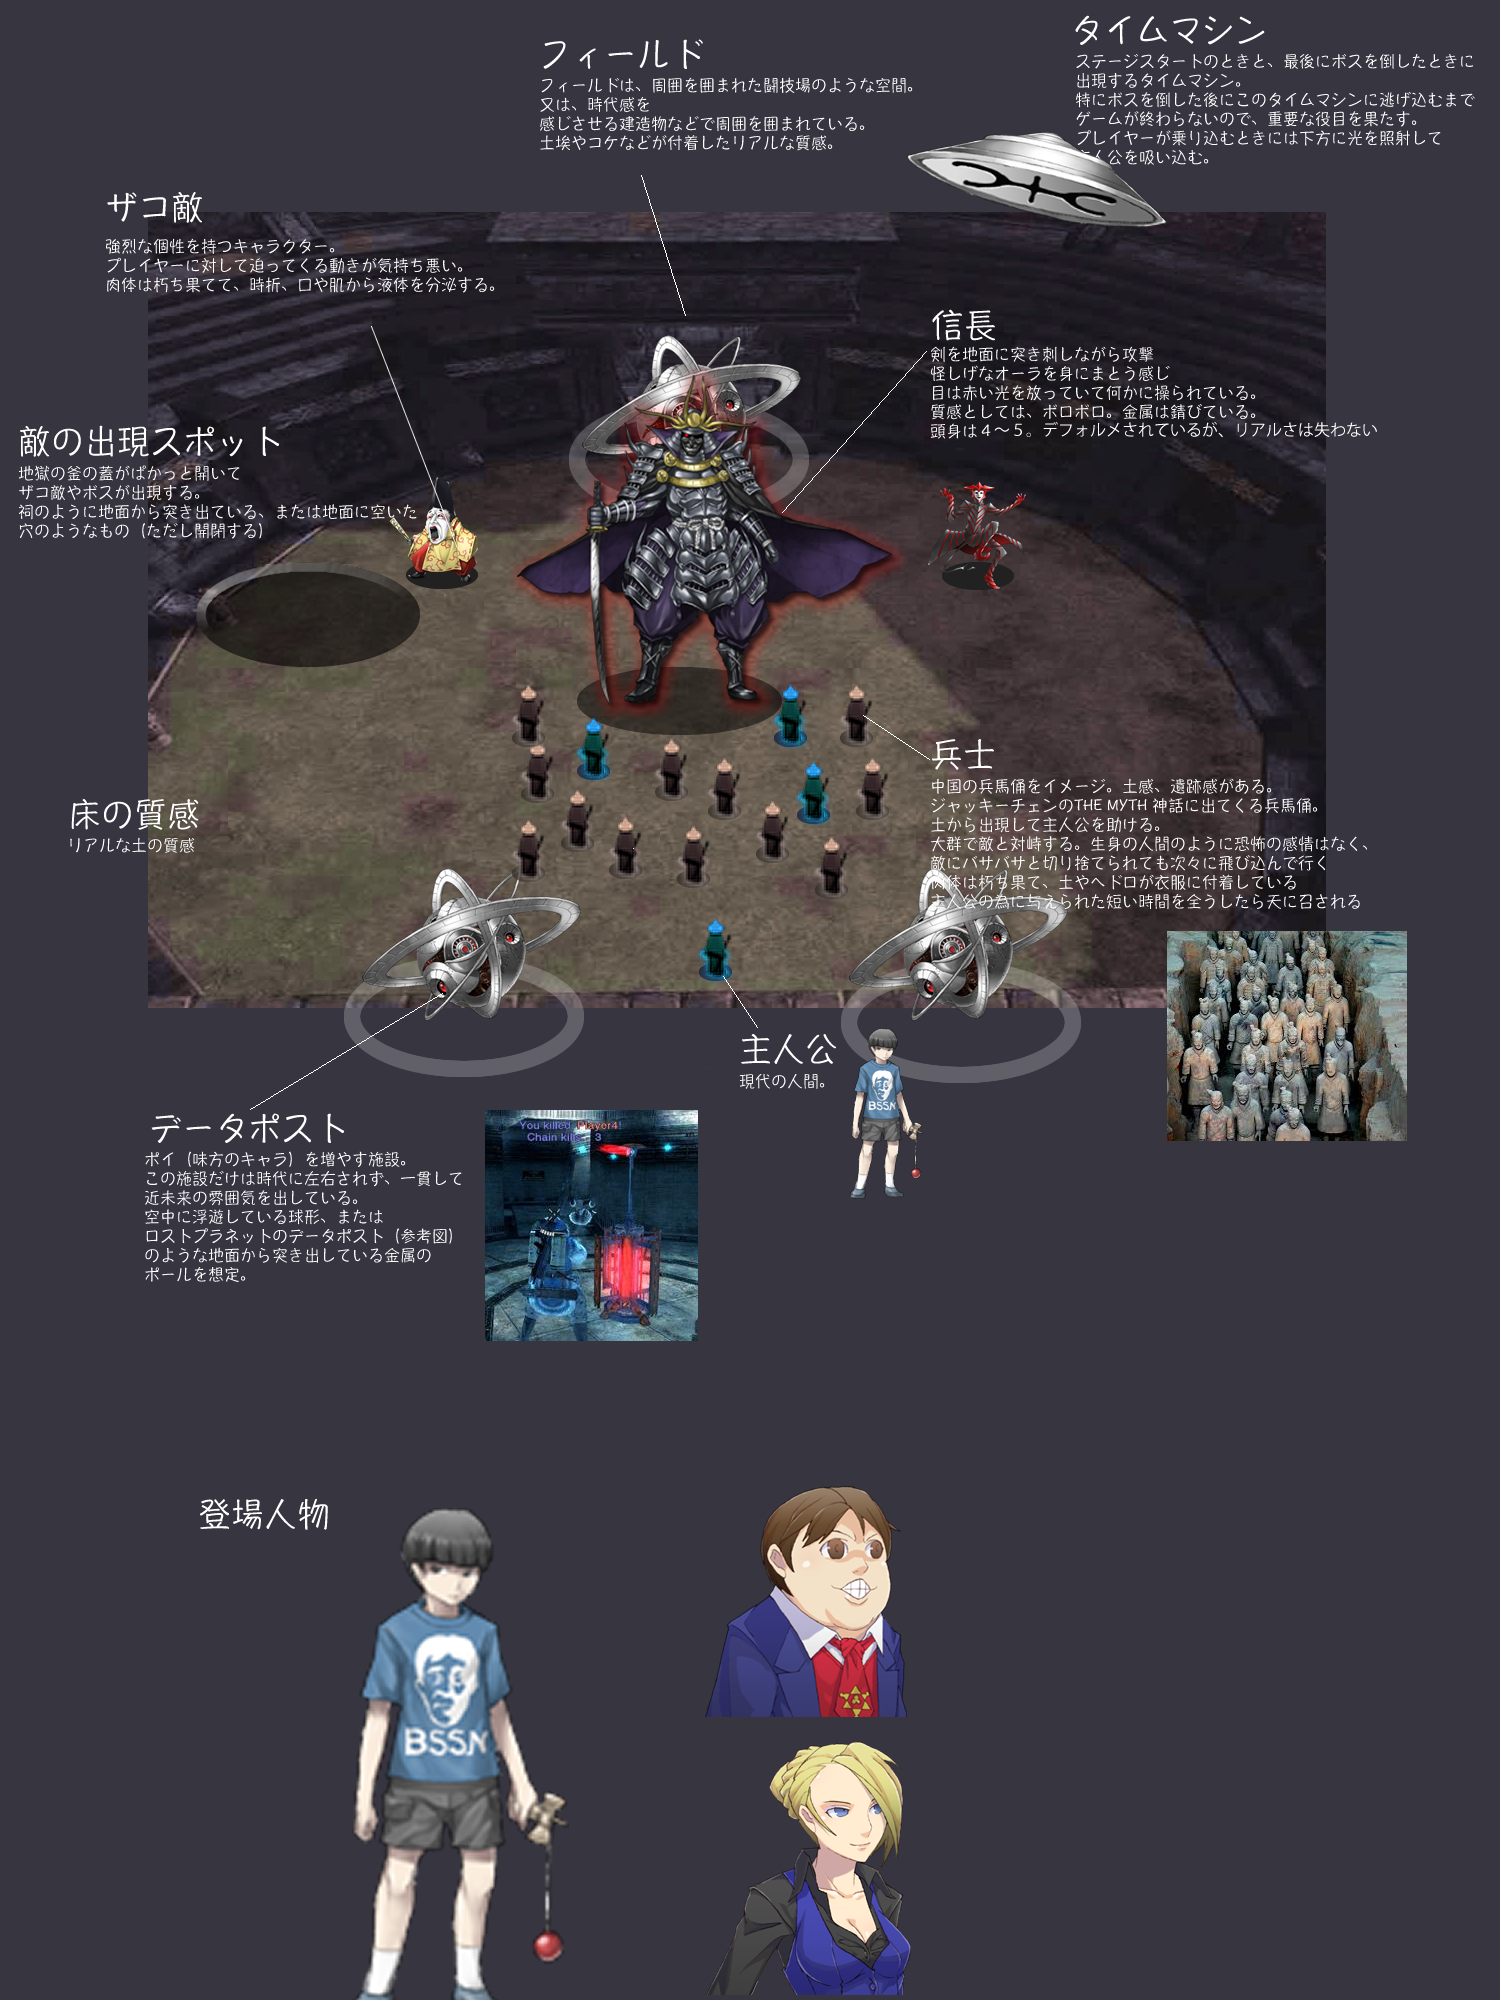 タイムマシン
ステージスタートのときと、最後にボスを倒したときに
出現するタイムマシン。
特にボスを倒した後にこのタイムマシンに逃げ込むまで
ゲームが終わらないので、重要な役目を果たす。
プレイヤーが乗り込むときには下方に光を照射して
主人公を吸い込む。
フィールド
フィールドは、周囲を囲まれた闘技場のような空間。
又は、時代感を
感じさせる建造物などで周囲を囲まれている。
土埃やコケなどが付着したリアルな質感。
ザコ敵
強烈な個性を持つキャラクター。
プレイヤーに対して迫ってくる動きが気持ち悪い。
肉体は朽ち果てて、時折、口や肌から液体を分泌する。
信長
剣を地面に突き刺しながら攻撃
怪しげなオーラを身にまとう感じ
目は赤い光を放っていて何かに操られている。
質感としては、ボロボロ。金属は錆びている。
頭身は４～５。デフォルメされているが、リアルさは失わない
敵の出現スポット
地獄の釜の蓋がぱかっと開いて
ザコ敵やボスが出現する。
祠のように地面から突き出ている、または地面に空いた
穴のようなもの（ただし開閉する）
兵士
中国の兵馬俑をイメージ。土感、遺跡感がある。
ジャッキーチェンのTHE MYTH 神話に出てくる兵馬俑。
土から出現して主人公を助ける。
大群で敵と対峙する。生身の人間のように恐怖の感情はなく、
敵にバサバサと切り捨てられても次々に飛び込んで行く
肉体は朽ち果て、土やヘドロが衣服に付着している
主人公の為に与えられた短い時間を全うしたら天に召される
床の質感
リアルな土の質感
主人公
現代の人間。
BSSN
データポスト
ポイ（味方のキャラ）を増やす施設。
この施設だけは時代に左右されず、一貫して
近未来の雰囲気を出している。
空中に浮遊している球形、または
ロストプラネットのデータポスト（参考図）
のような地面から突き出している金属の
ポールを想定。
You killed Player4!
Chain kills: 3
登場人物
BSSN